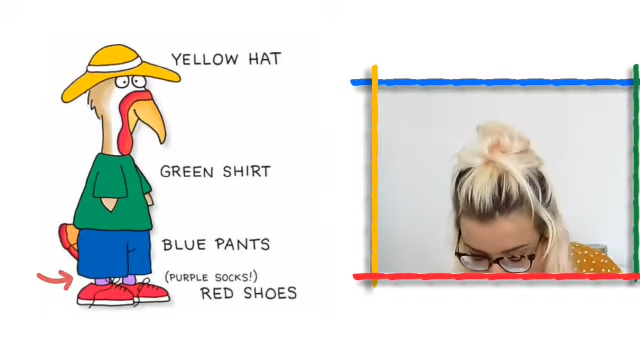 YELLOW HAT
GREEN SHIRT
BLUE PANTS
(PURPLE SOCKS!)
RED SHOES